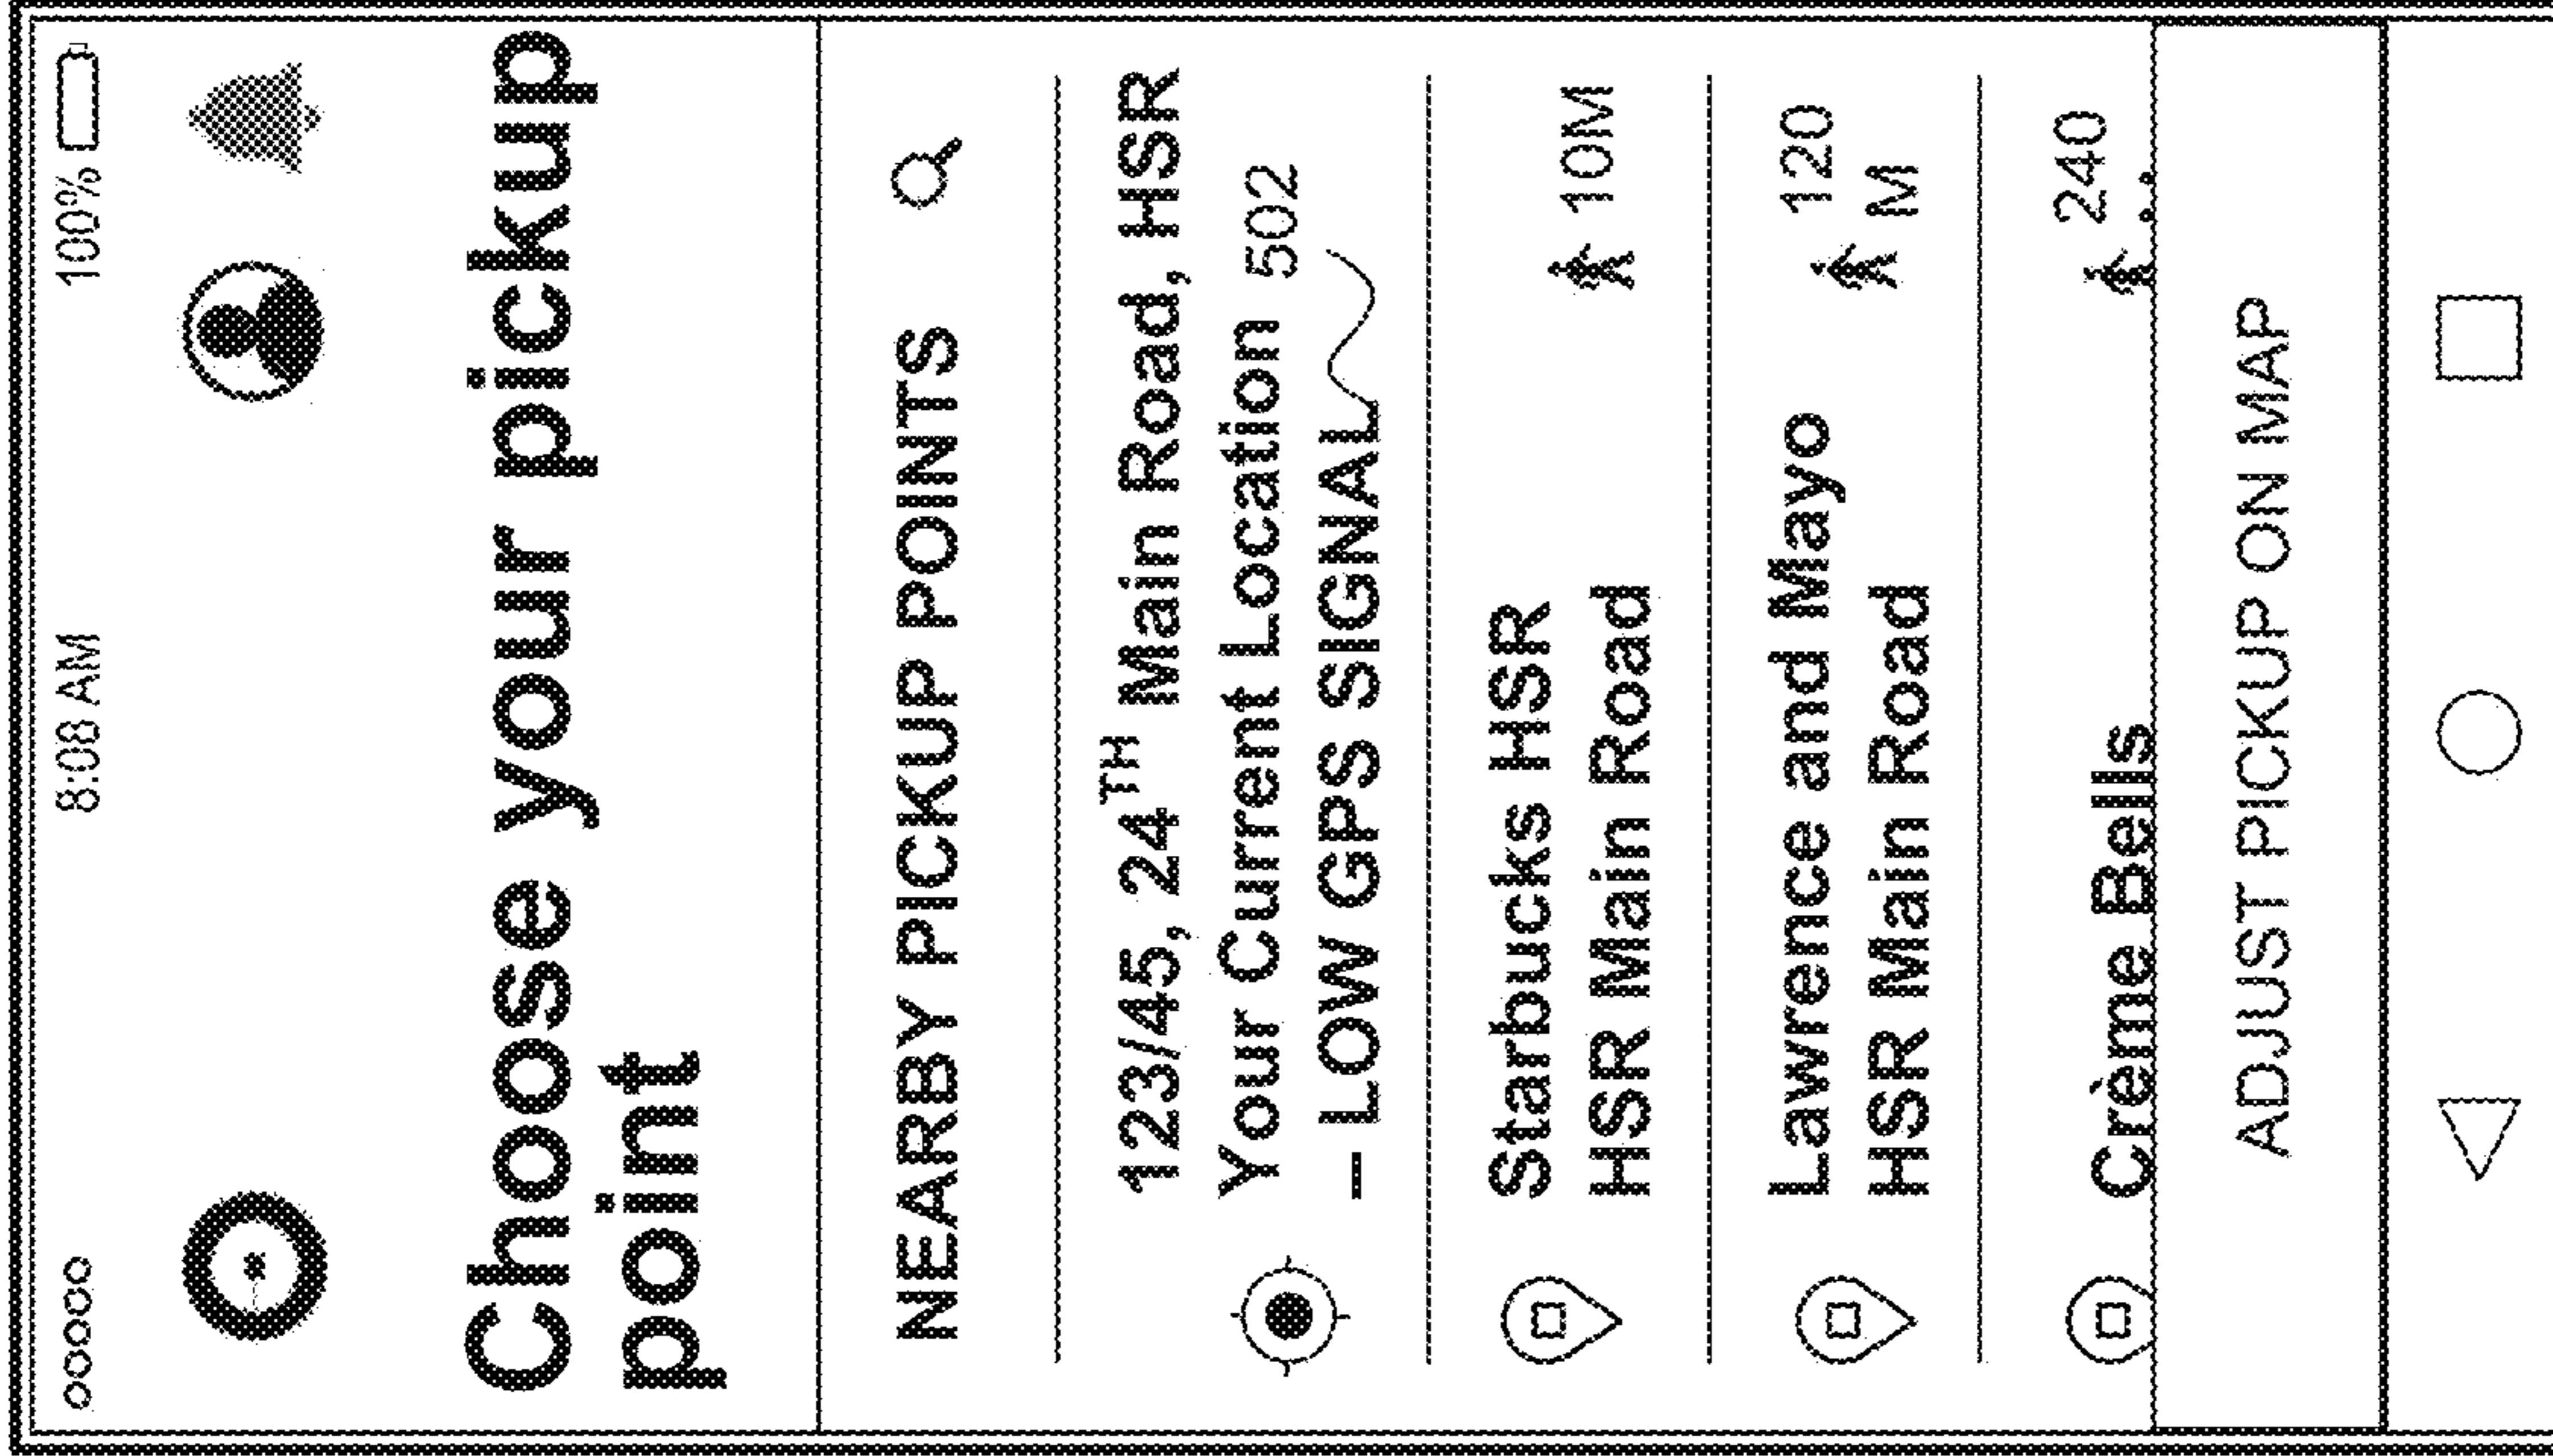 8:08 AM 100%
Choose your pickup
point
NEARBY PICKUP POINTS
123/45, 24TH Main Road, HSR
Your Current Location 502
– LOW GPS SIGNAL
Starbucks HSR 10M
HSR Main Road
Lawrence and Mayo 120
HSR Main Road M
Crème Bells 240
ADJUST PICKUP ON MAP